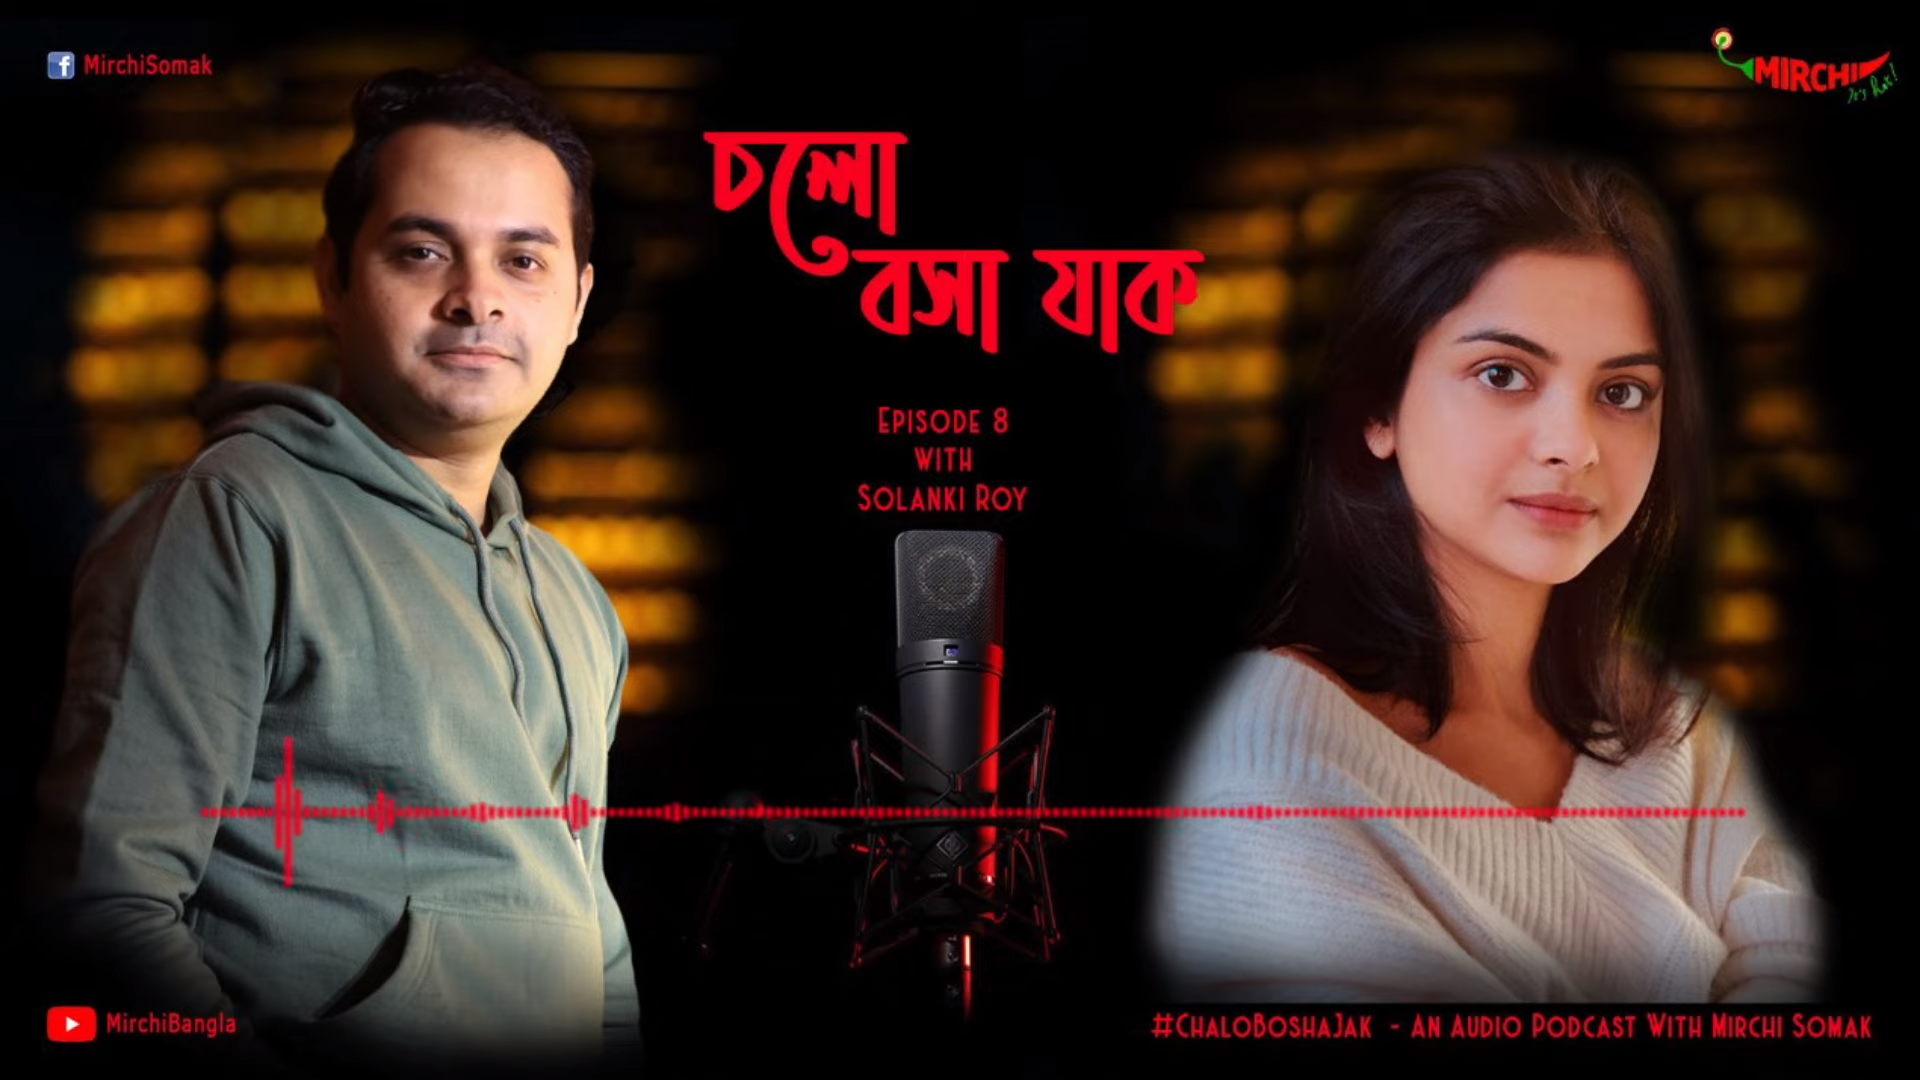 MirchiSomak
MIRCHI
It's Hot!
চলো
বসা যাক
EPISODE 8
WITH
SOLANKI ROY
MirchiBangla
#CHALOBOSHAJAK - AN AUDIO PODCAST WITH MIRCHI SOMAK